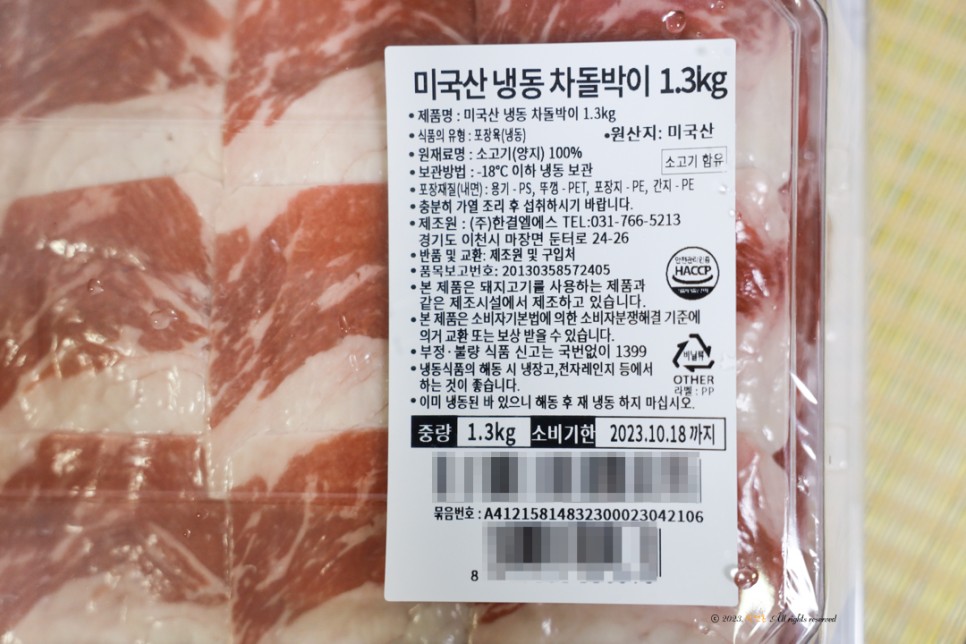 미국산 냉동 차돌박이 1.3kg
• 제품명 : 미국산 냉동 차돌박이 1.3kg
• 식품의 유형 : 포장육(냉동) •원산지: 미국산
• 원재료명 : 소고기(양지) 100% 소고기 함유
• 보관방법 : -18°C 이하 냉동 보관
• 포장재질(내면) : 용기 - PS, 뚜껑 - PET, 포장지 - PE, 간지 - PE
• 충분히 가열 조리 후 섭취하시기 바랍니다.
• 제조원 : (주)한결엘에스 TEL:031-766-5213
경기도 이천시 마장면 둔터로 24-26
• 반품 및 교환: 제조원 및 구입처
• 품목보고번호: 20130358572405
• 본 제품은 돼지고기를 사용하는 제품과
같은 제조시설에서 제조하고 있습니다.
• 본 제품은 소비자기본법에 의한 소비자분쟁해결 기준에
의거 교환 또는 보상 받을 수 있습니다.
• 부정·불량 식품 신고는 국번없이 1399
• 냉동식품의 해동 시 냉장고,전자레인지 등에서
하는 것이 좋습니다.
• 이미 냉동된 바 있으니 해동 후 재 냉동 하지 마십시오.
안전관리인증
HACCP
비닐류
OTHER
라벨 : PP
중량 1.3kg 소비기한 2023.10.18 까지
묶음번호 : A41215814832300023042106
8
© 2023. All rights reserved